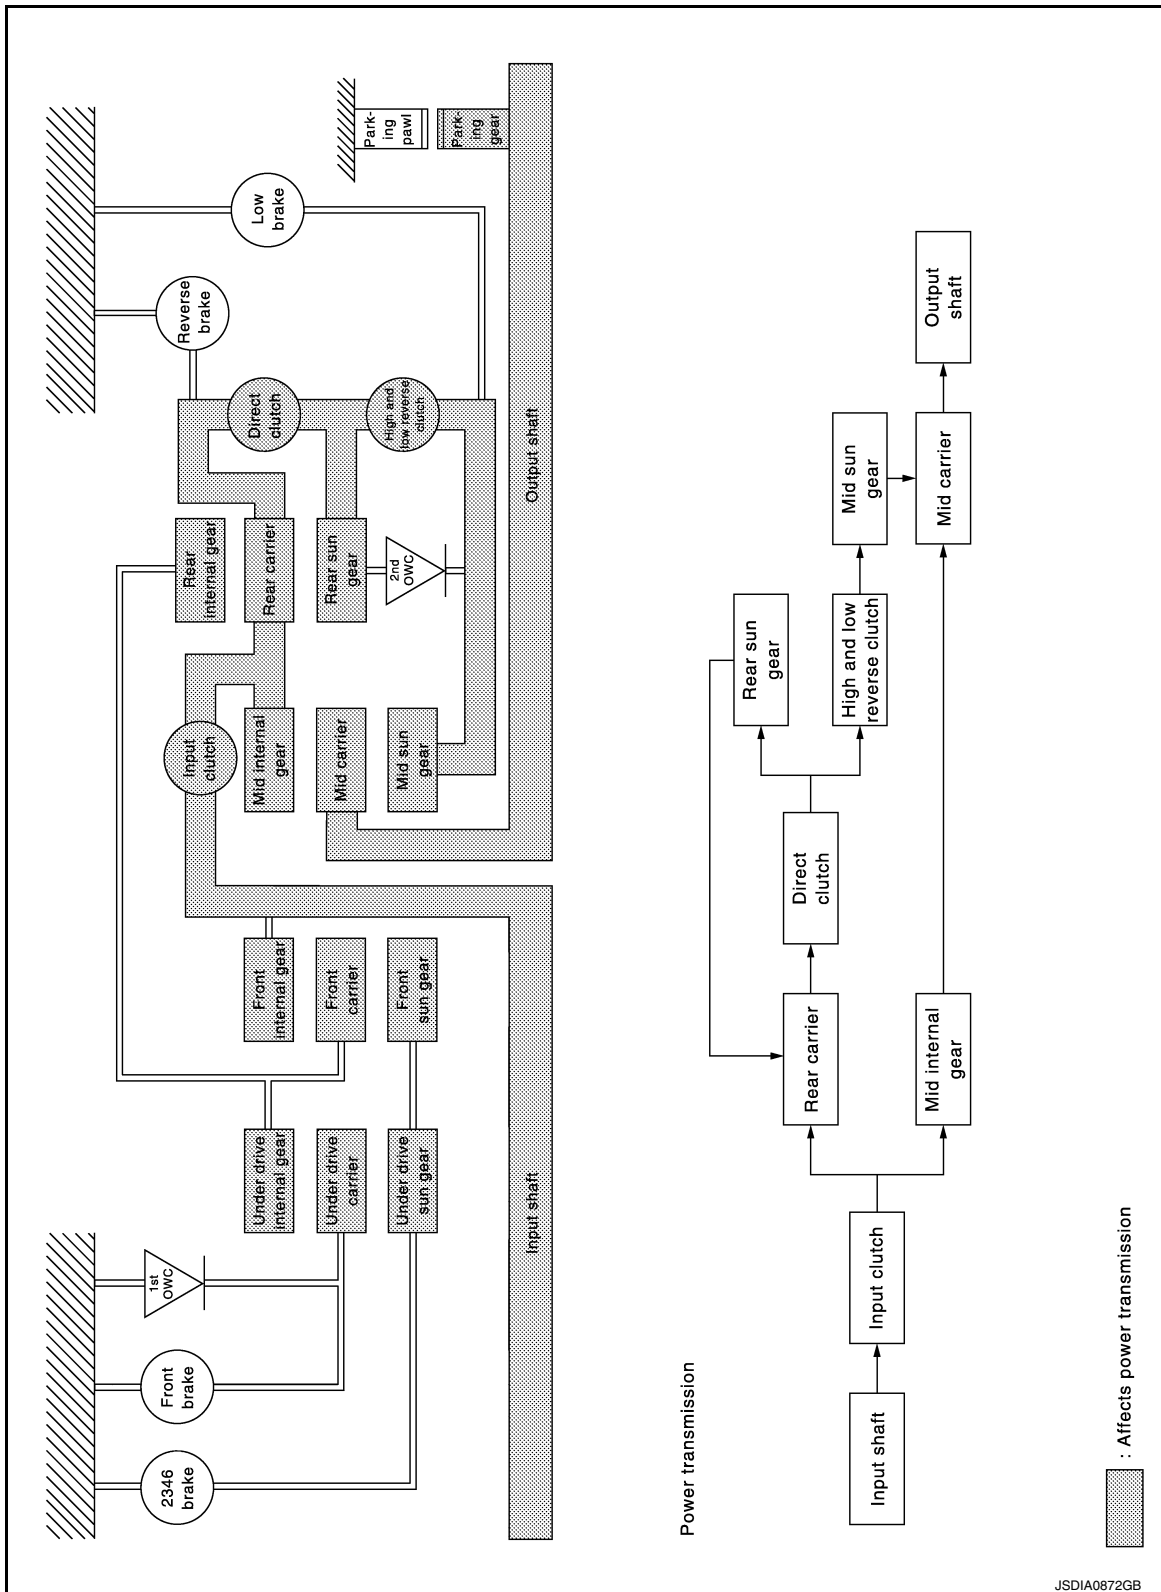 2346
brake
Front
brake
1st
OWC
Under drive
internal gear
Under drive
carrier
Under drive
sun gear
Front
internal gear
Front
carrier
Front
sun gear
Input
clutch
Mid internal
gear
Mid carrier
Mid sun
gear
Rear
internal gear
Rear carrier
Rear sun
gear
2nd
OWC
Direct
clutch
High and
low reverse
clutch
Reverse
brake
Low
brake
Park-
ing
pawl
Park-
ing
gear
Input shaft
Output shaft
Power transmission
Input shaft
Input clutch
Rear carrier
Mid internal
gear
Direct
clutch
Rear sun
gear
High and low
reverse clutch
Mid sun
gear
Mid carrier
Output
shaft
: Affects power transmission
JSDIA0872GB